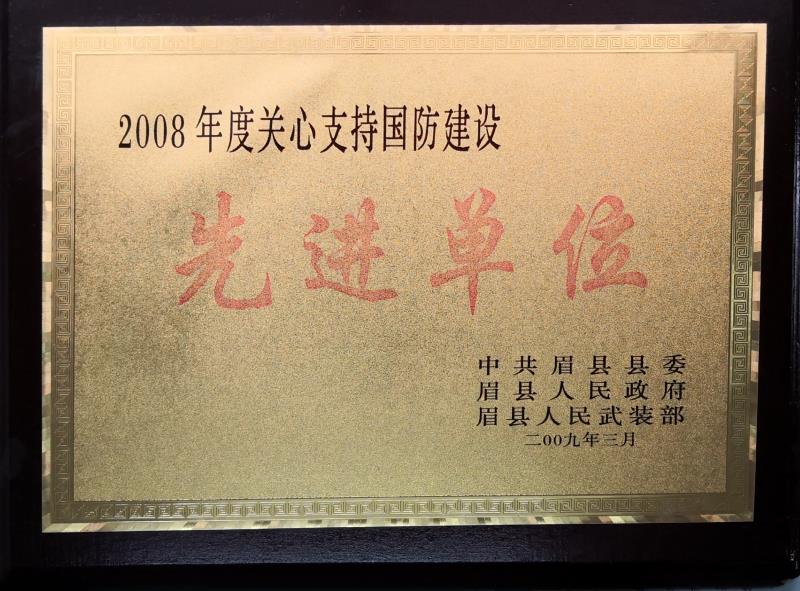 2008年度关心支持国防建设
先进单位
中共眉县县委
眉县人民政府
眉县人民武装部
二00九年三月